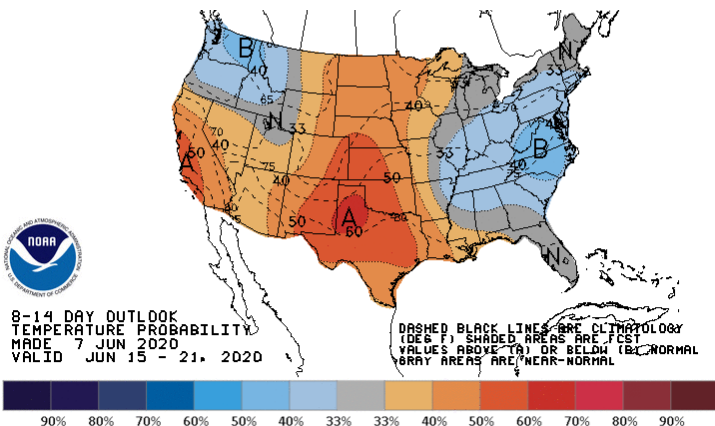 B
N
40
33
65
N
33
40
33
70
40
B
40
50
A
70
40
75
40
33
50
50
A
60
80
N
NATIONAL OCEANIC AND ATMOSPHERIC ADMINISTRATION
NOAA
U.S. DEPARTMENT OF COMMERCE
8-14 DAY OUTLOOK
TEMPERATURE PROBABILITY
MADE 7 JUN 2020
VALID JUN 15 - 21, 2020
DASHED BLACK LINES ARE CLIMATOLOGY
(DEG F) SHADED AREAS ARE FCST
VALUES ABOVE (A) OR BELOW (B) NORMAL
GRAY AREAS ARE NEAR-NORMAL
90% 80% 70% 60% 50% 40% 33% 33% 40% 50% 60% 70% 80% 90%